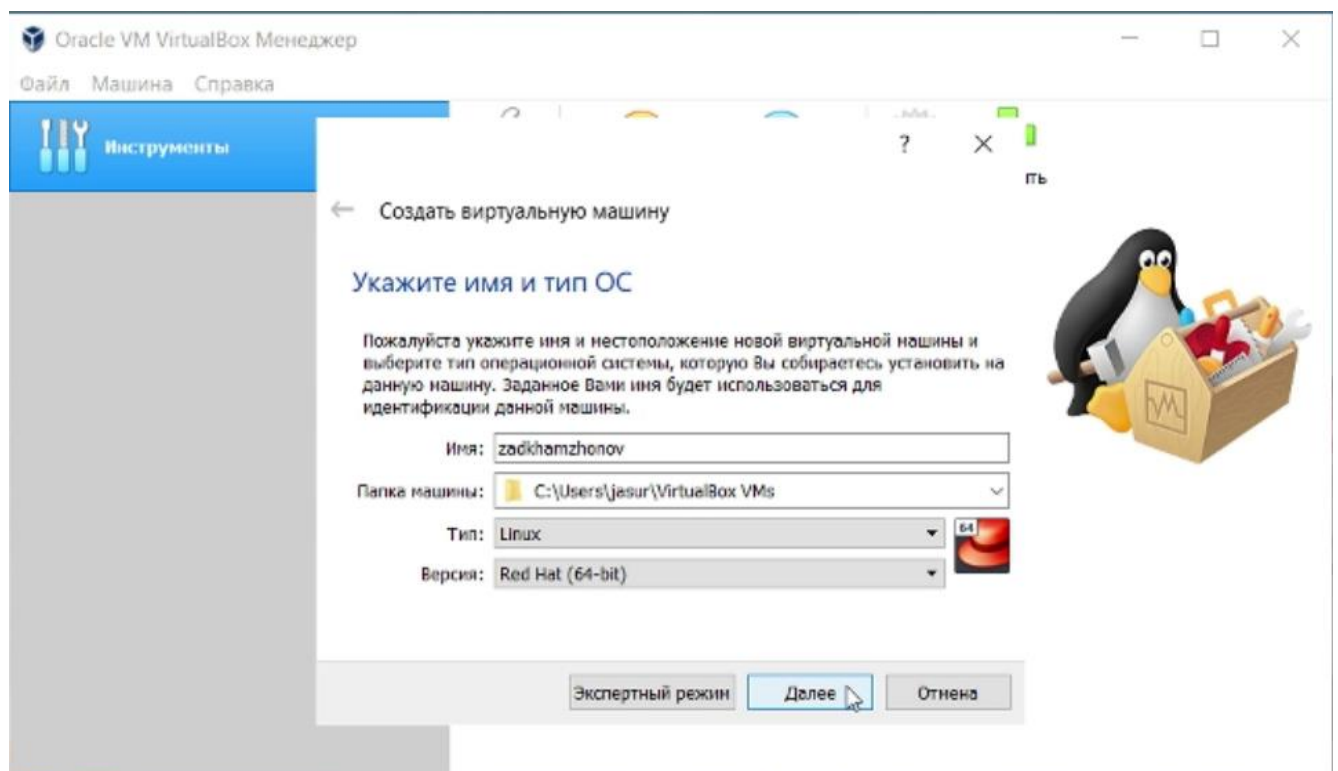 Oracle VM VirtualBox Менеджер
Файл Машина Справка
Инструменты
?
ть
Создать виртуальную машину
Укажите имя и тип ОС
Пожалуйста укажите имя и местоположение новой виртуальной машины и
выберите тип операционной системы, которую Вы собираетесь установить на
данную машину. Заданное Вами имя будет использоваться для
идентификации данной машины.
Имя: zadkhamzhonov
Папка машины: C:\Users\jasur\VirtualBox VMs
Тип: Linux
64
Версия: Red Hat (64-bit)
Экспертный режим Далее Отмена